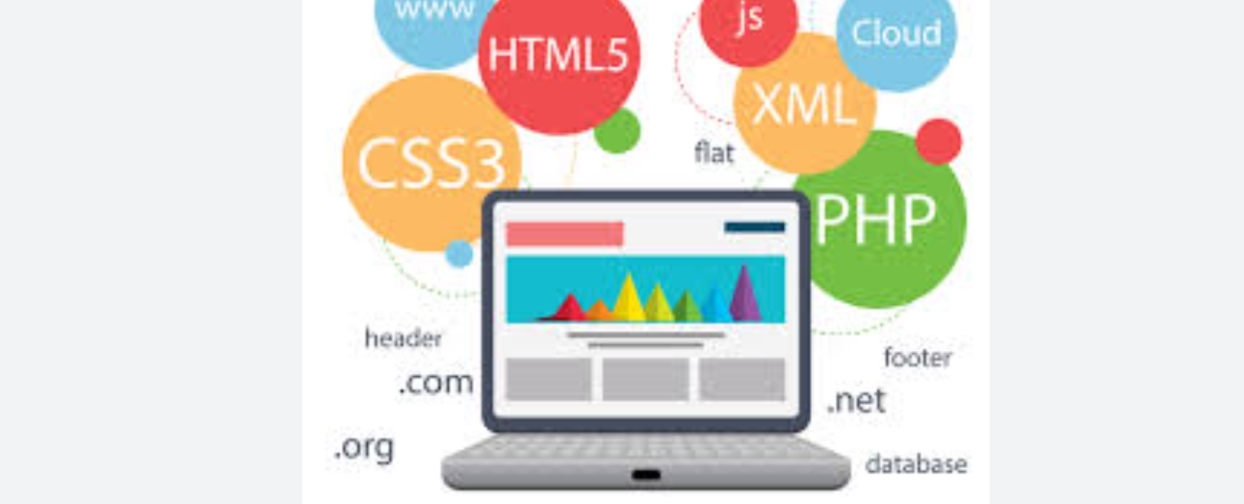 www
HTML5
js
Cloud
XML
CSS3
flat
PHP
header
footer
.com
.net
.org
database